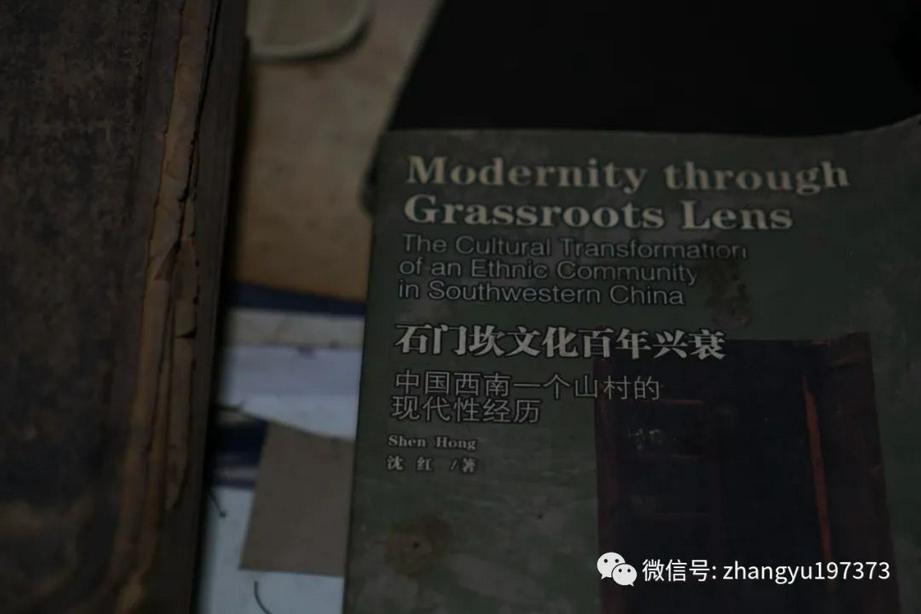 Modernity through
Grassroots Lens
The Cultural Transformation
of an Ethnic Community
in Southwestern China
石门坎文化百年兴衰
中国西南一个山村的
现代性经历
Shen Hong
沈 红 /著
微信号: zhangyu197373